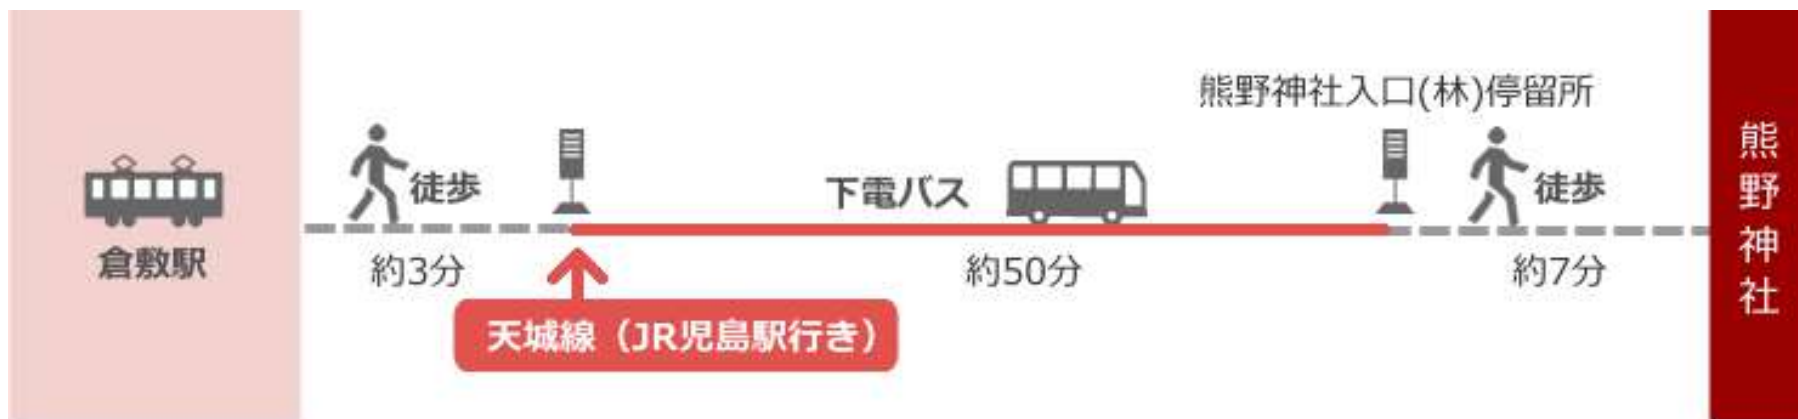 倉敷駅
徒歩
約3分
天城線（JR児島駅行き）
下電バス
約50分
熊野神社入口(林)停留所
徒歩
約7分
熊野神社